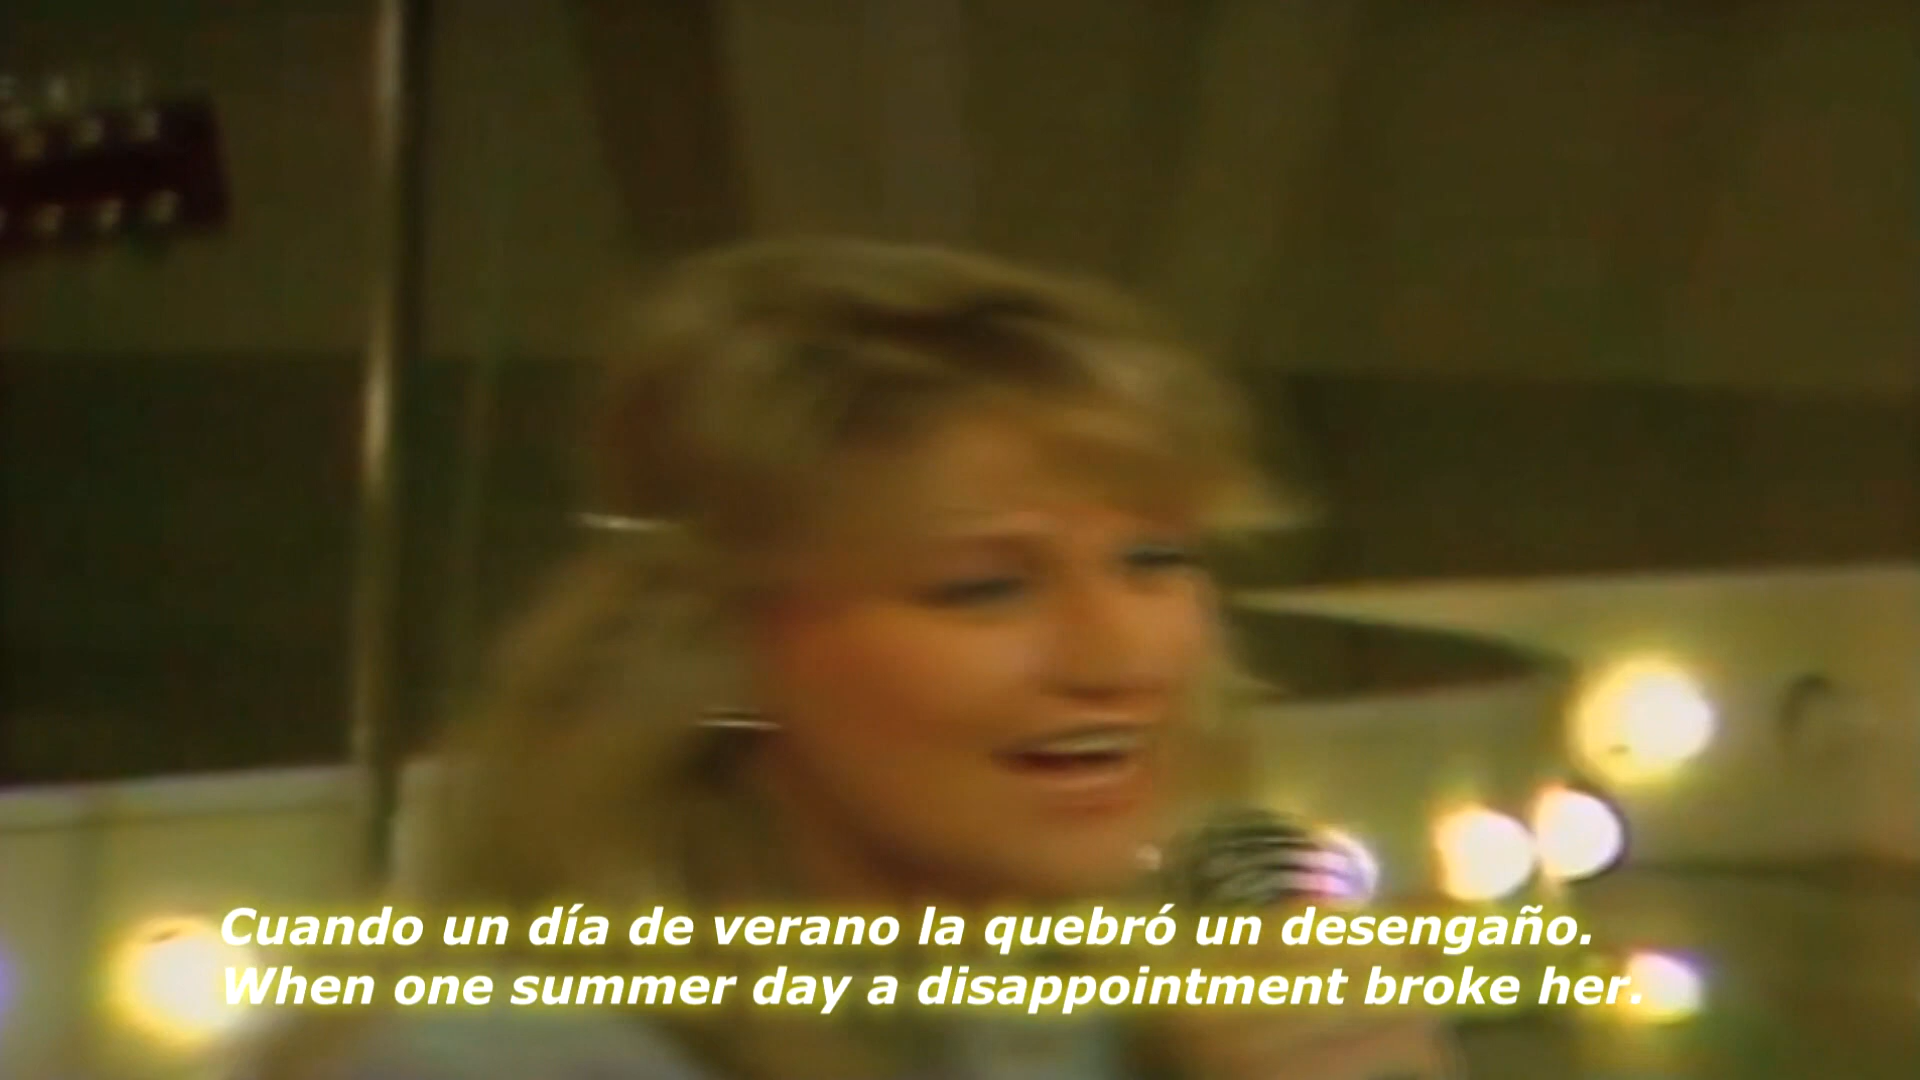 Cuando un día de verano la quebró un desengaño.
When one summer day a disappointment broke her.